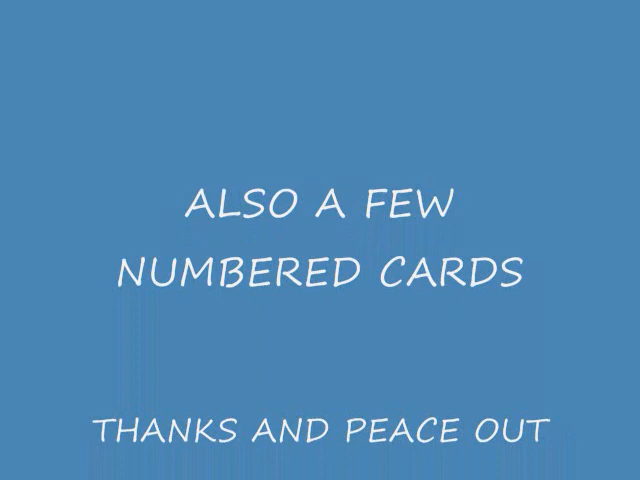 ALSO A FEW
NUMBERED CARDS
THANKS AND PEACE OUT